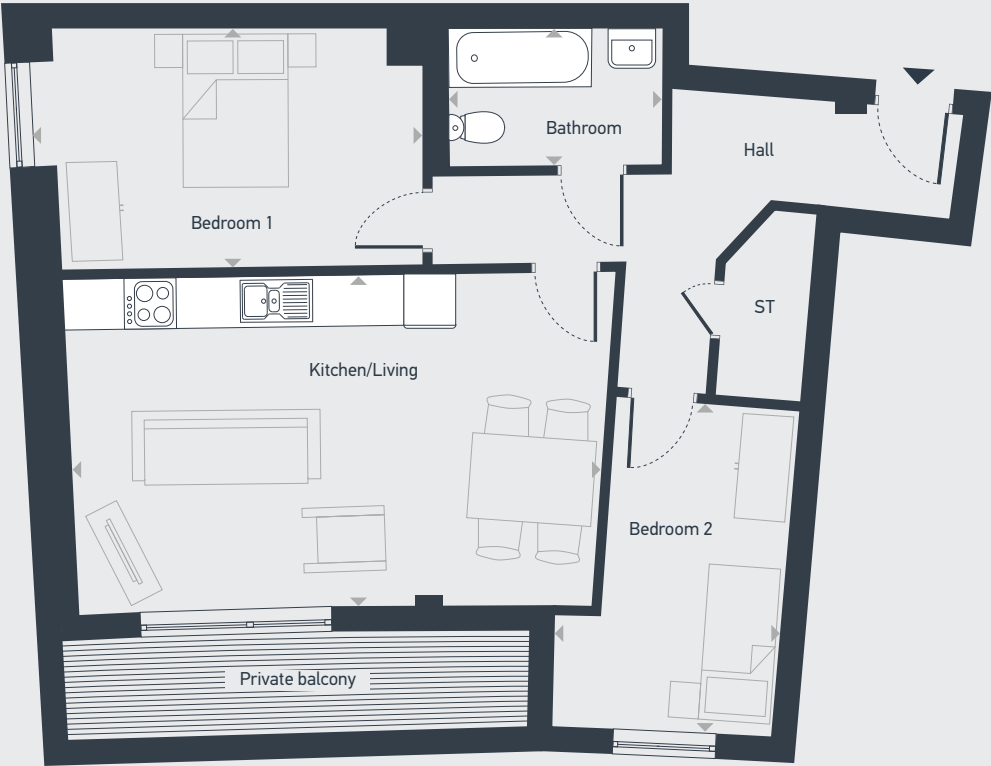 Bathroom
Hall
Bedroom 1
ST
Kitchen/Living
Bedroom 2
Private balcony